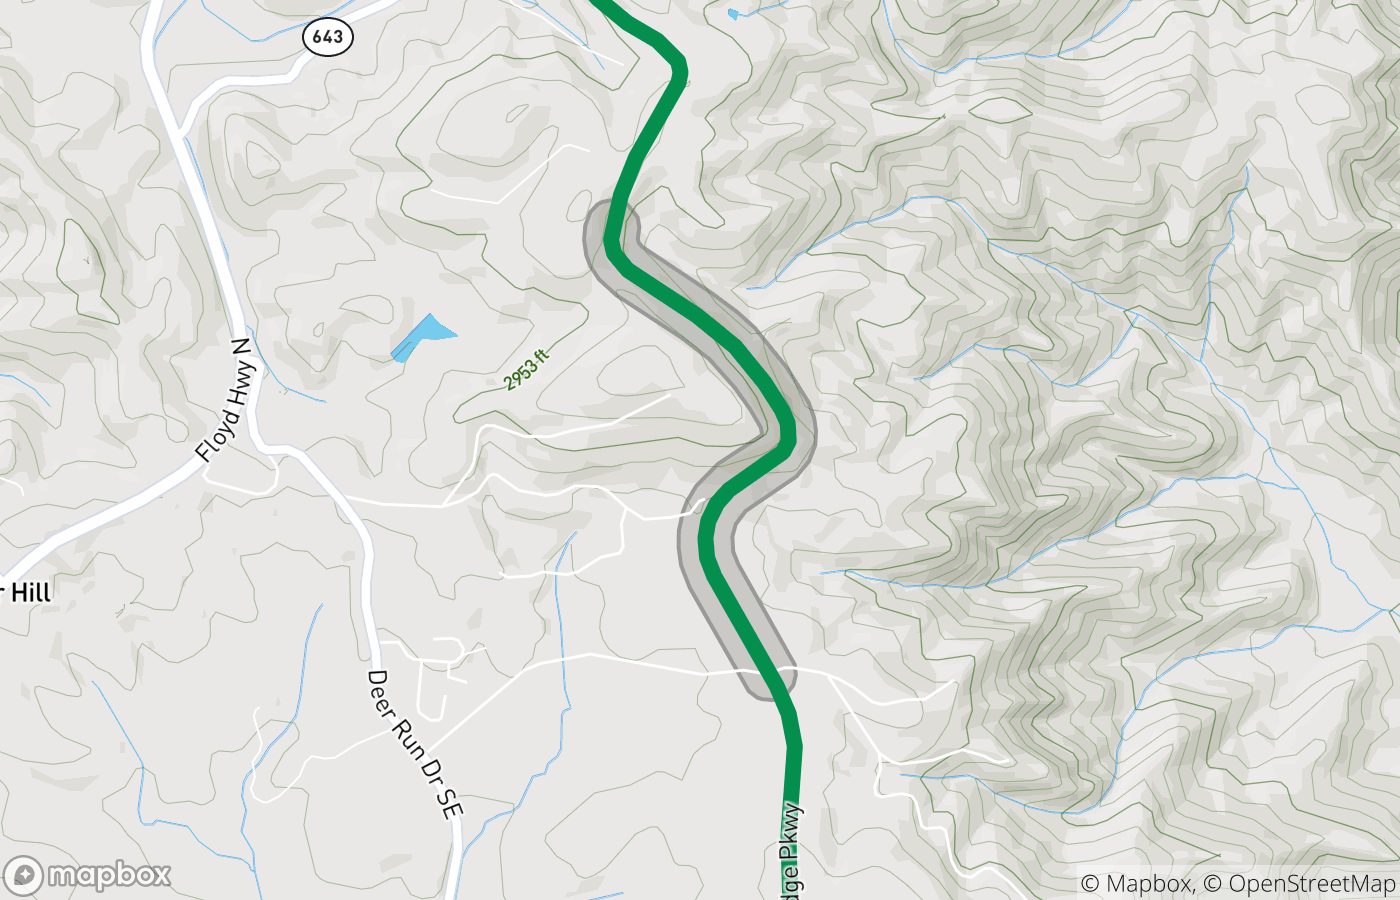 643
2953 ft
Floyd Hwy N
r Hill
Deer Run Dr SE
dge Pkwy
mapbox
© Mapbox, © OpenStreetMap